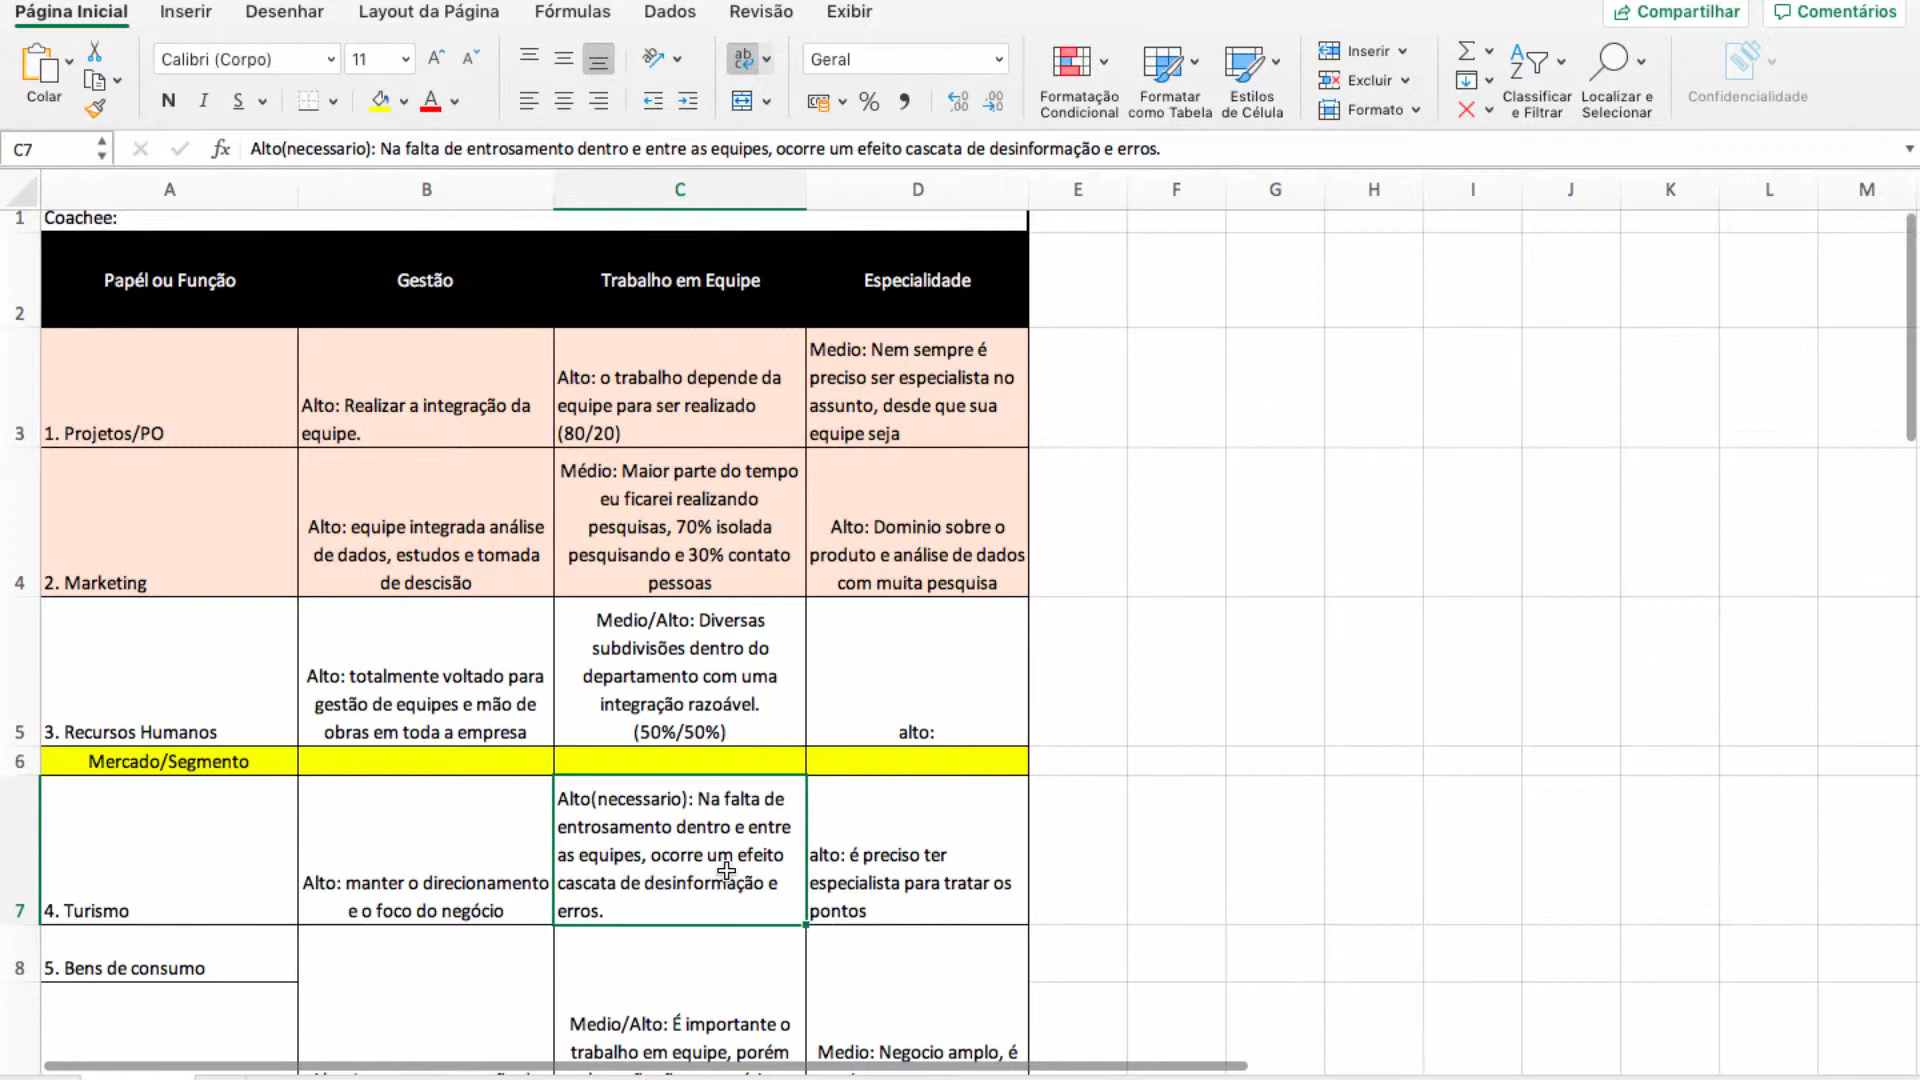 Página Inicial Inserir Desenhar Layout da Página Fórmulas Dados Revisão Exibir Compartilhar Comentários
Colar
Calibri (Corpo) 11
N I S
ab
Geral
% 000
Formatação Condicional
Formatar como Tabela
Estilos de Célula
Inserir
Excluir
Formato
Classificar e Filtrar
Localizar e Selecionar
Confidencialidade
C7 fx Alto(necessario): Na falta de entrosamento dentro e entre as equipes, ocorre um efeito cascata de desinformação e erros.
A B C D E F G H I J K L M
1 Coachee:
2 Papél ou Função Gestão Trabalho em Equipe Especialidade
3 1. Projetos/PO
Alto: Realizar a integração da
equipe.
Alto: o trabalho depende da
equipe para ser realizado
(80/20)
Medio: Nem sempre é
preciso ser especialista no
assunto, desde que sua
equipe seja
4 2. Marketing
Alto: equipe integrada análise
de dados, estudos e tomada
de descisão
Médio: Maior parte do tempo
eu ficarei realizando
pesquisas, 70% isolada
pesquisando e 30% contato
pessoas
Alto: Dominio sobre o
produto e análise de dados
com muita pesquisa
5 3. Recursos Humanos
Alto: totalmente voltado para
gestão de equipes e mão de
obras em toda a empresa
Medio/Alto: Diversas
subdivisões dentro do
departamento com uma
integração razoável.
(50%/50%)
alto:
6 Mercado/Segmento
7 4. Turismo
Alto: manter o direcionamento
e o foco do negócio
Alto(necessario): Na falta de
entrosamento dentro e entre
as equipes, ocorre um efeito
cascata de desinformação e
erros.
alto: é preciso ter
especialista para tratar os
pontos
8 5. Bens de consumo
Medio/Alto: É importante o
trabalho em equipe, porém
Medio: Negocio amplo, é